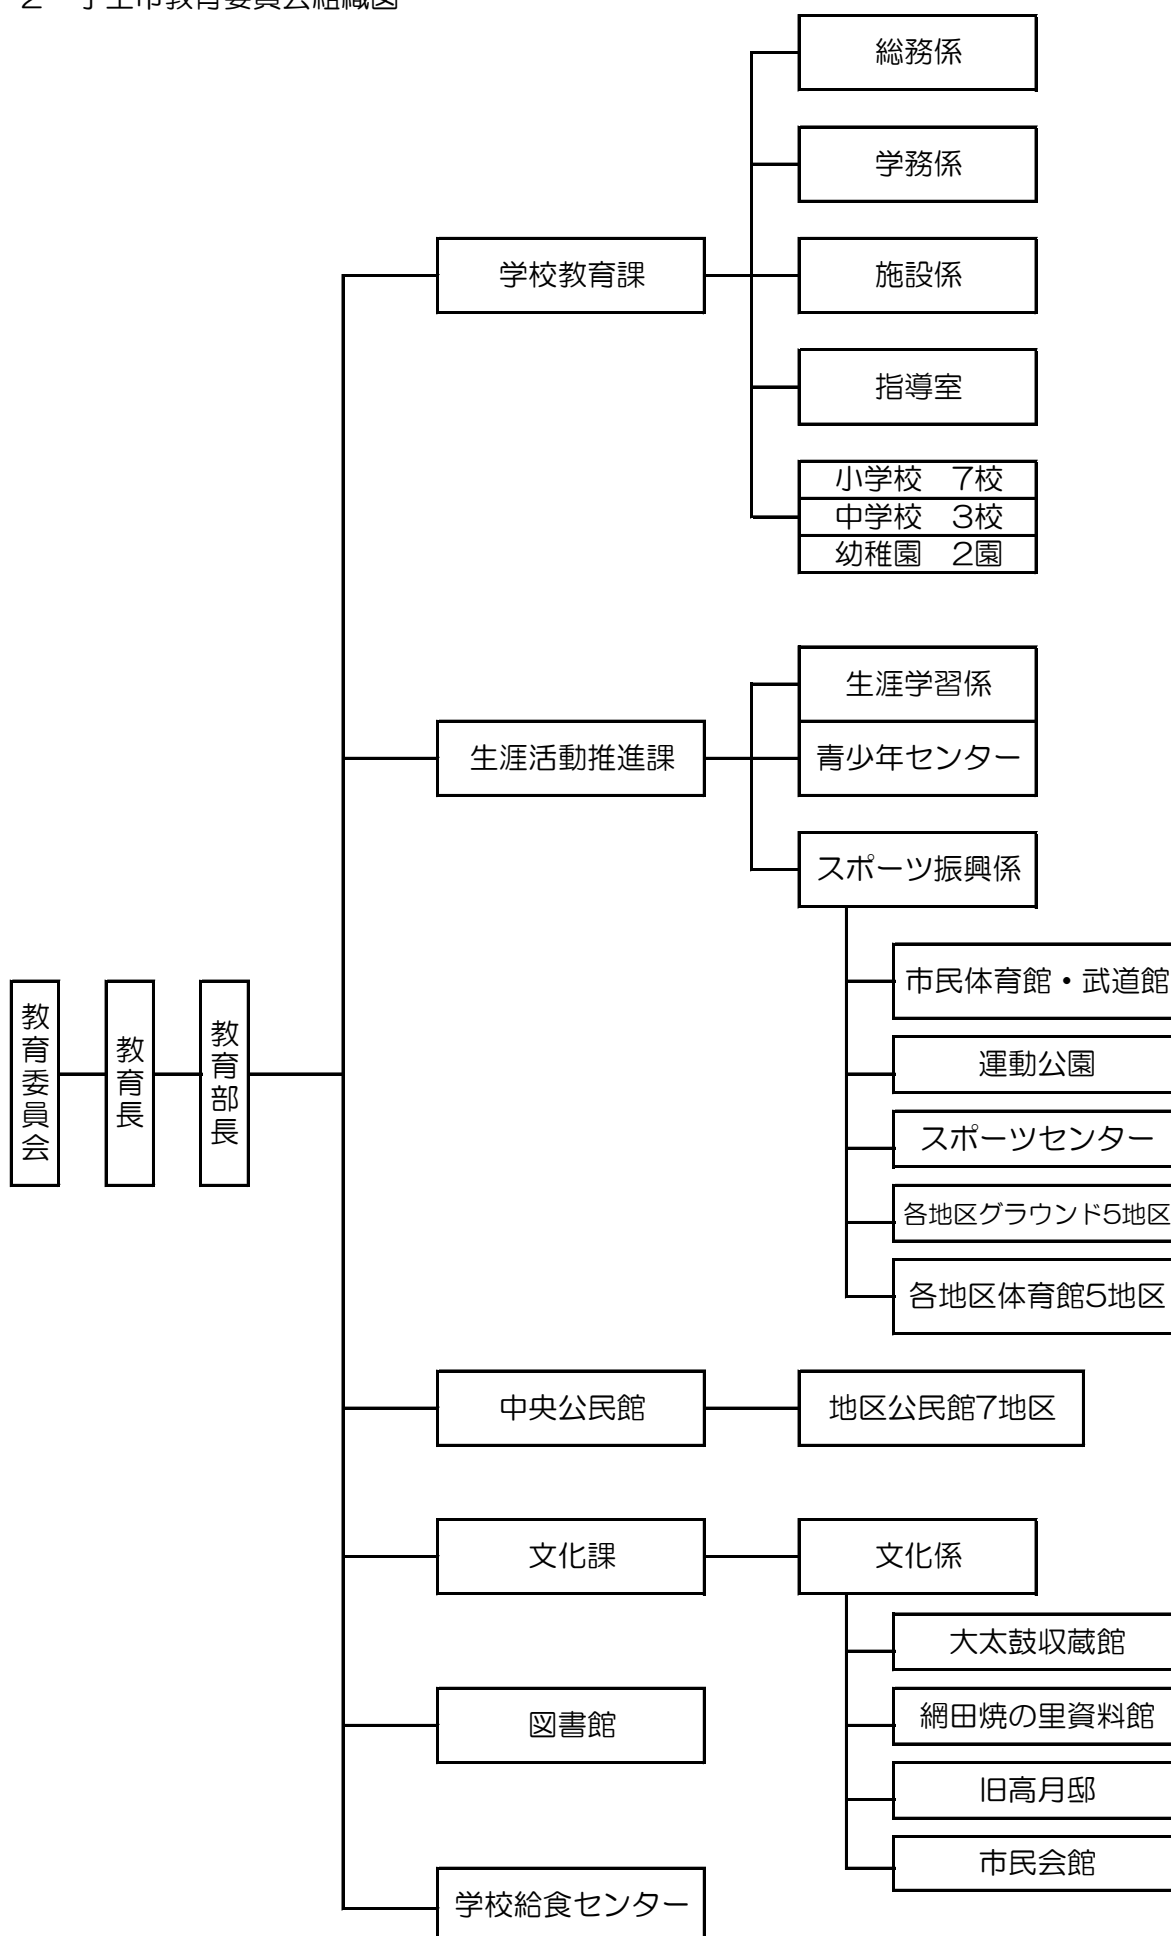 総務係
学務係
学校教育課
施設係
指導室
小学校　7校
中学校　3校
幼稚園　2園
生涯学習係
生涯活動推進課
青少年センター
スポーツ振興係
市民体育館・武道館
教育委員会
教育長
教育部長
運動公園
スポーツセンター
各地区グラウンド5地区
各地区体育館5地区
中央公民館
地区公民館7地区
文化課
文化係
大太鼓収蔵館
図書館
網田焼の里資料館
旧高月邸
市民会館
学校給食センター